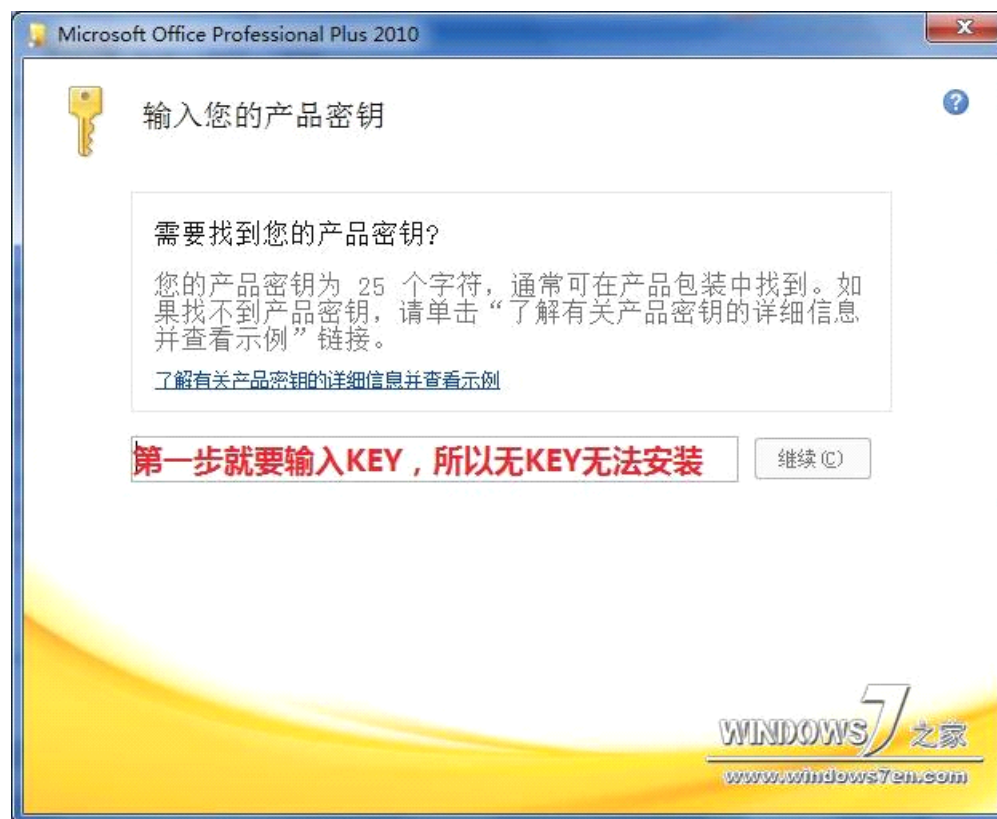 Microsoft Office Professional Plus 2010
输入您的产品密钥
需要找到您的产品密钥?
您的产品密钥为 25 个字符，通常可在产品包装中找到。如
果找不到产品密钥，请单击“了解有关产品密钥的详细信息
并查看示例”链接。
了解有关产品密钥的详细信息并查看示例
第一步就要输入KEY，所以无KEY无法安装
继续(C)
WINDOWS7之家
www.windows7en.com